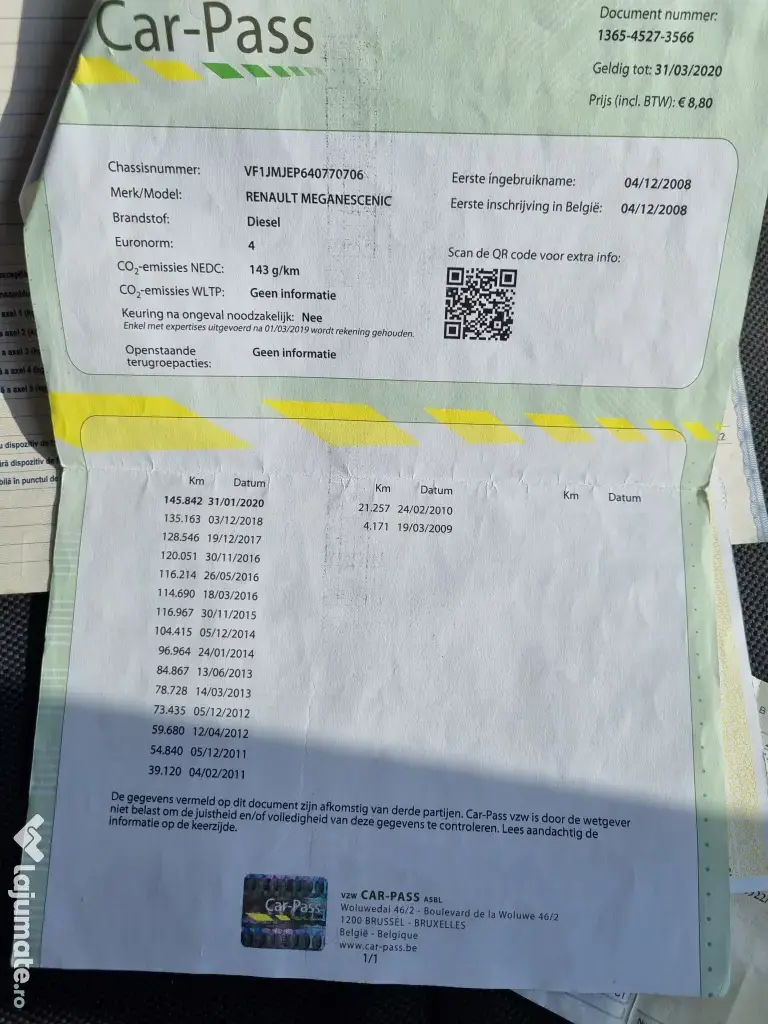 Car-Pass
Document nummer:
1365-4527-3566
Geldig tot: 31/03/2020
Prijs (incl. BTW): € 8,80
Chassisnummer: VF1JMJEP640770706
Merk/Model: RENAULT MEGANESCENIC
Brandstof: Diesel
Euronorm: 4
CO₂-emissies NEDC: 143 g/km
CO₂-emissies WLTP: Geen informatie
Keuring na ongeval noodzakelijk: Nee
Enkel met expertises uitgevoerd na 01/03/2019 wordt rekening gehouden.
Openstaande terugroepacties: Geen informatie
Eerste ingebruikname: 04/12/2008
Eerste inschrijving in België: 04/12/2008
Scan de QR code voor extra info:
Km Datum
145.842 31/01/2020
135.163 03/12/2018
128.546 19/12/2017
120.051 30/11/2016
116.214 26/05/2016
114.690 18/03/2016
116.967 30/11/2015
104.415 05/12/2014
96.964 24/01/2014
84.867 13/06/2013
78.728 14/03/2013
73.435 05/12/2012
59.680 12/04/2012
54.840 05/12/2011
39.120 04/02/2011
Km Datum
21.257 24/02/2010
4.171 19/03/2009
Km Datum
De gegevens vermeld op dit document zijn afkomstig van derde partijen. Car-Pass vzw is door de wetgever
niet belast om de juistheid en/of volledigheid van deze gegevens te controleren. Lees aandachtig de
informatie op de keerzijde.
Car-Pass
vzw CAR-PASS ASBL
Woluwedal 46/2 - Boulevard de la Woluwe 46/2
1200 BRUSSEL - BRUXELLES
België - Belgique
www.car-pass.be
1/1
lajumate.ro